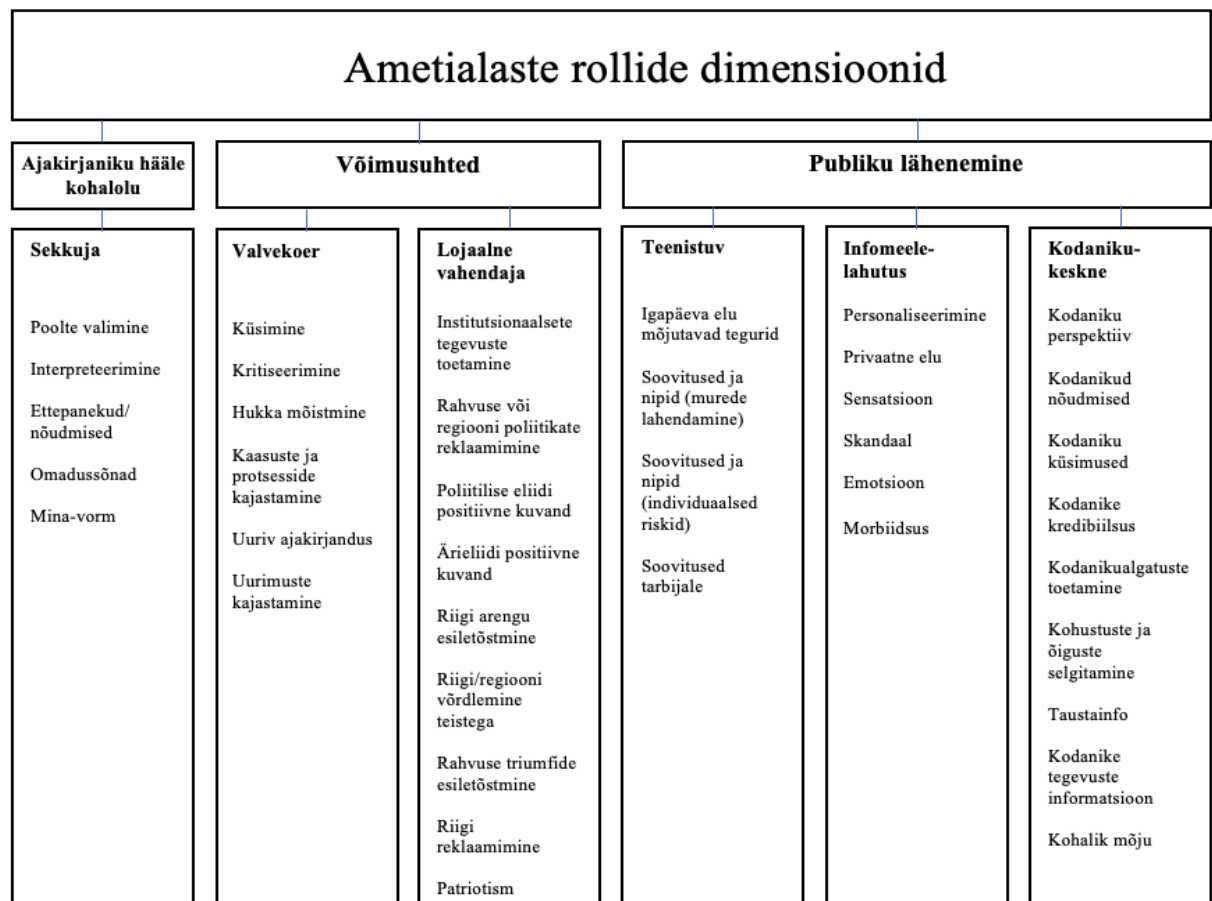 Ametialaste rollide dimensioonid
Ajakirjaniku hääle
kohalolu
Võimusuhted
Publiku lähenemine
Sekkuja
Poolte valimine
Interpreteerimine
Ettepanekud/
nõudmised
Omadussõnad
Mina-vorm
Valvekoer
Küsimine
Kritiseerimine
Hukka mõistmine
Kaasuste ja
protsesside
kajastamine
Uuriv ajakirjandus
Uurimuste
kajastamine
Lojaalne
vahendaja
Institutsionaalsete
tegevuste
toetamine
Rahvuse või
regiooni poliitikate
reklaamimine
Poliitilise eliidi
positiivne kuvand
Ärieliidi positiivne
kuvand
Riigi arengu
esiletõstmine
Riigi/regiooni
võrdlemine
teistega
Rahvuse triumfide
esiletõstmine
Riigi
reklaamimine
Patriotism
Teenistuv
Igapäeva elu
mõjutavad tegurid
Soovitused ja
nipid (murede
lahendamine)
Soovitused ja
nipid
(individuaalsed
riskid)
Soovitused
tarbijale
Infomeele-
lahutus
Personaliseerimine
Privaatne elu
Sensatsioon
Skandaal
Emotsioon
Morbiidsus
Kodaniku-
keskne
Kodaniku
perspektiiv
Kodanikud
nõudmised
Kodaniku
küsimused
Kodanike
kredibiilsus
Kodanikualgatuste
toetamine
Kohustuste ja
õiguste
selgitamine
Taustainfo
Kodanike
tegevuste
informatsioon
Kohalik mõju